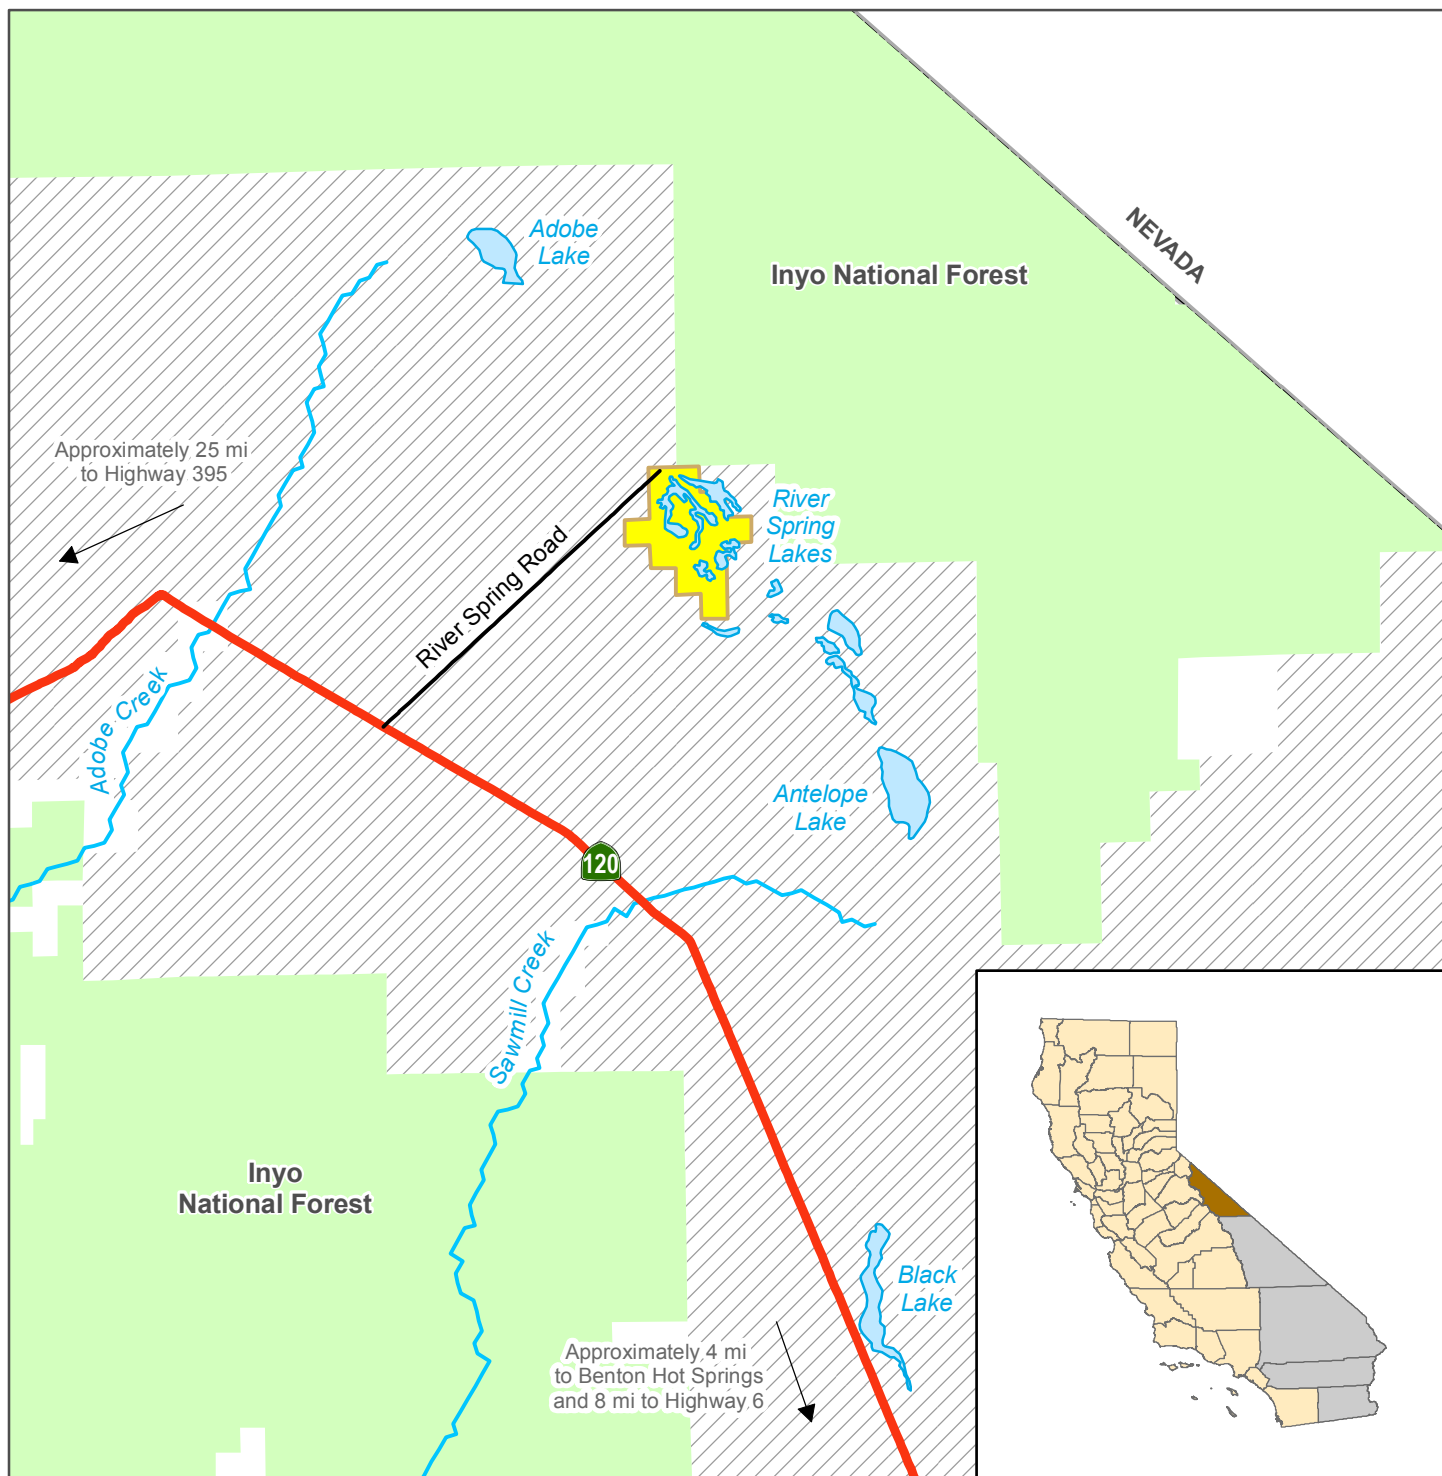 NEVADA
Adobe
Lake
Inyo National Forest
Approximately 25 mi
to Highway 395
River
Spring
Lakes
River Spring Road
Adobe Creek
Antelope
Lake
120
Sawmill Creek
Inyo
National Forest
Black
Lake
Approximately 4 mi
to Benton Hot Springs
and 8 mi to Highway 6